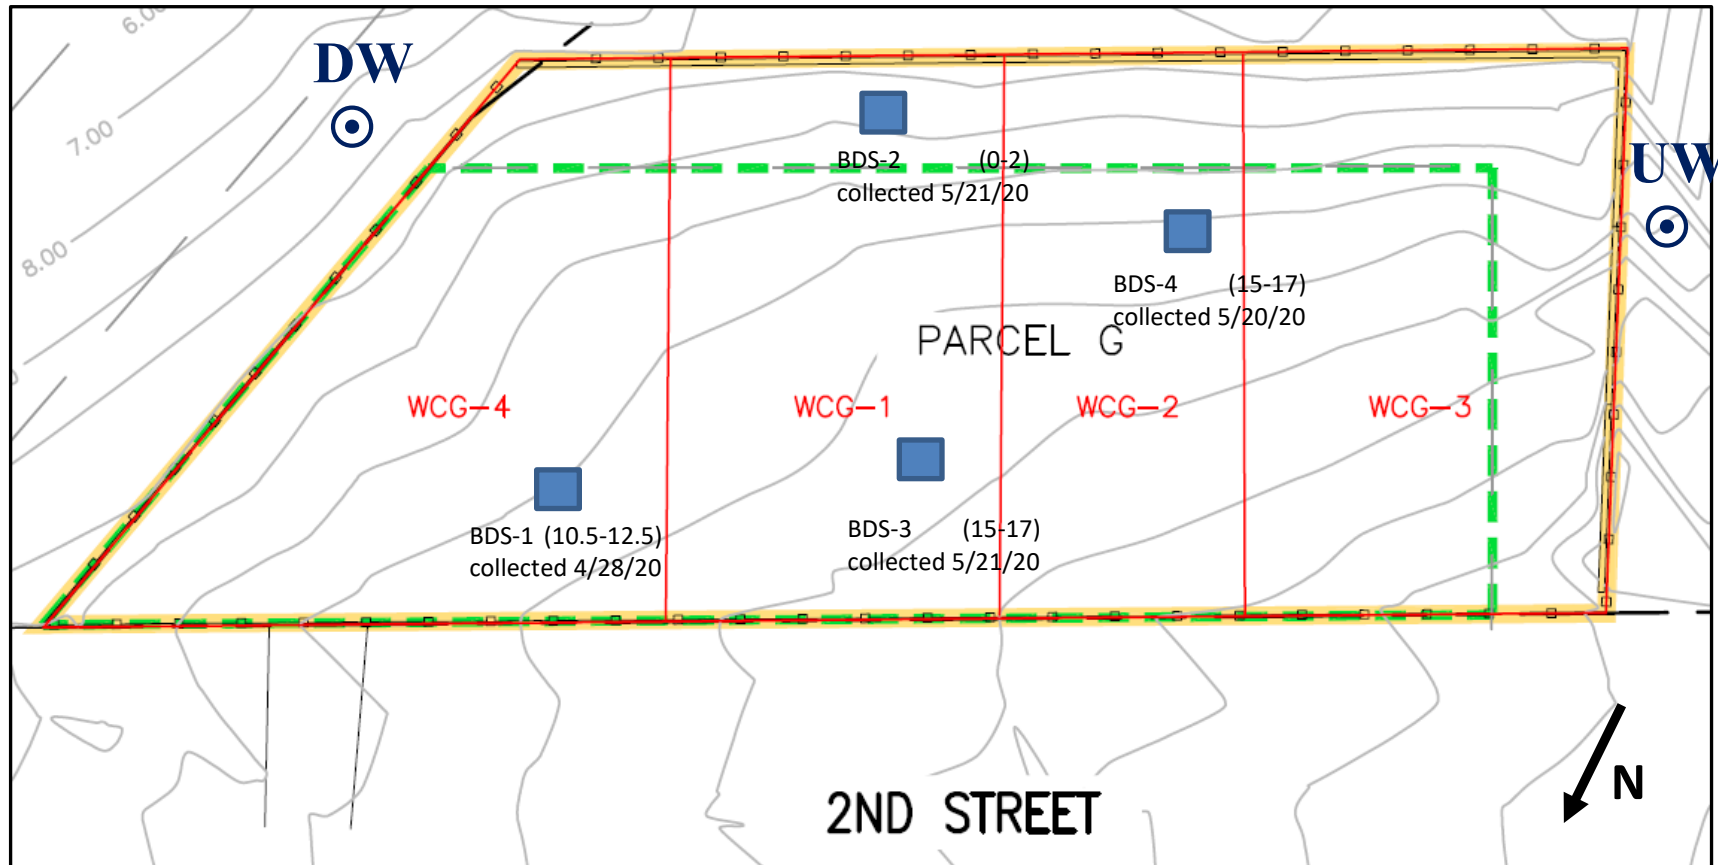 6.00
DW
7.00
UW
BDS-2 (0-2)
collected 5/21/20
8.00
BDS-4 (15-17)
collected 5/20/20
PARCEL G
WCG-4
WCG-1
WCG-2
WCG-3
BDS-1 (10.5-12.5)
collected 4/28/20
BDS-3 (15-17)
collected 5/21/20
N
2ND STREET